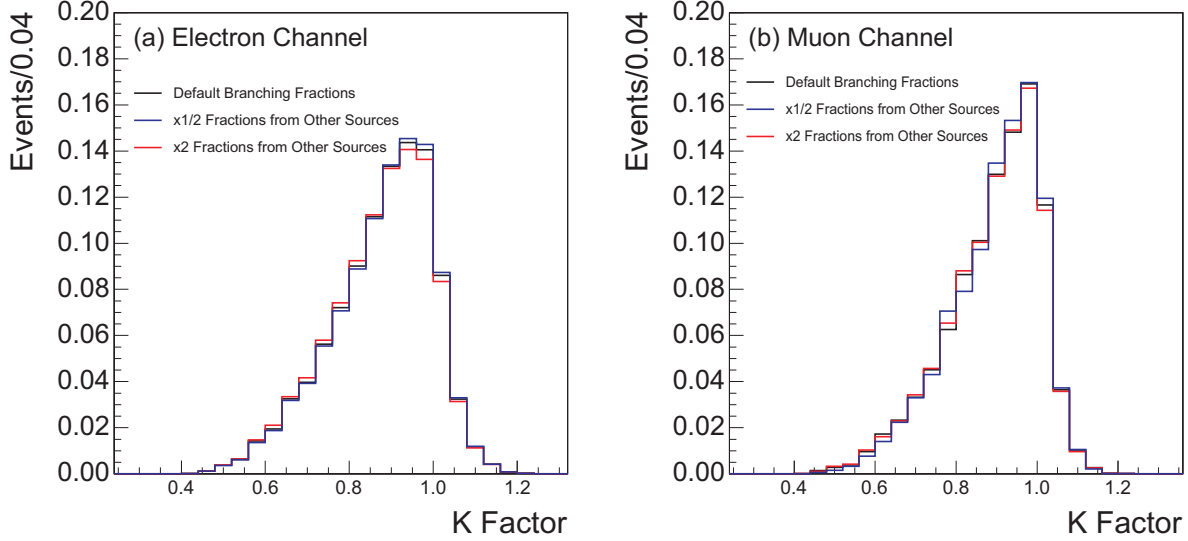 Events/0.04
0.20
0.18
0.16
0.14
0.12
0.10
0.08
0.06
0.04
0.02
0.00
(a) Electron Channel
Default Branching Fractions
x1/2 Fractions from Other Sources
x2 Fractions from Other Sources
0.4 0.6 0.8 1.0 1.2
K Factor
Events/0.04
0.20
0.18
0.16
0.14
0.12
0.10
0.08
0.06
0.04
0.02
0.00
(b) Muon Channel
Default Branching Fractions
x1/2 Fractions from Other Sources
x2 Fractions from Other Sources
0.4 0.6 0.8 1.0 1.2
K Factor